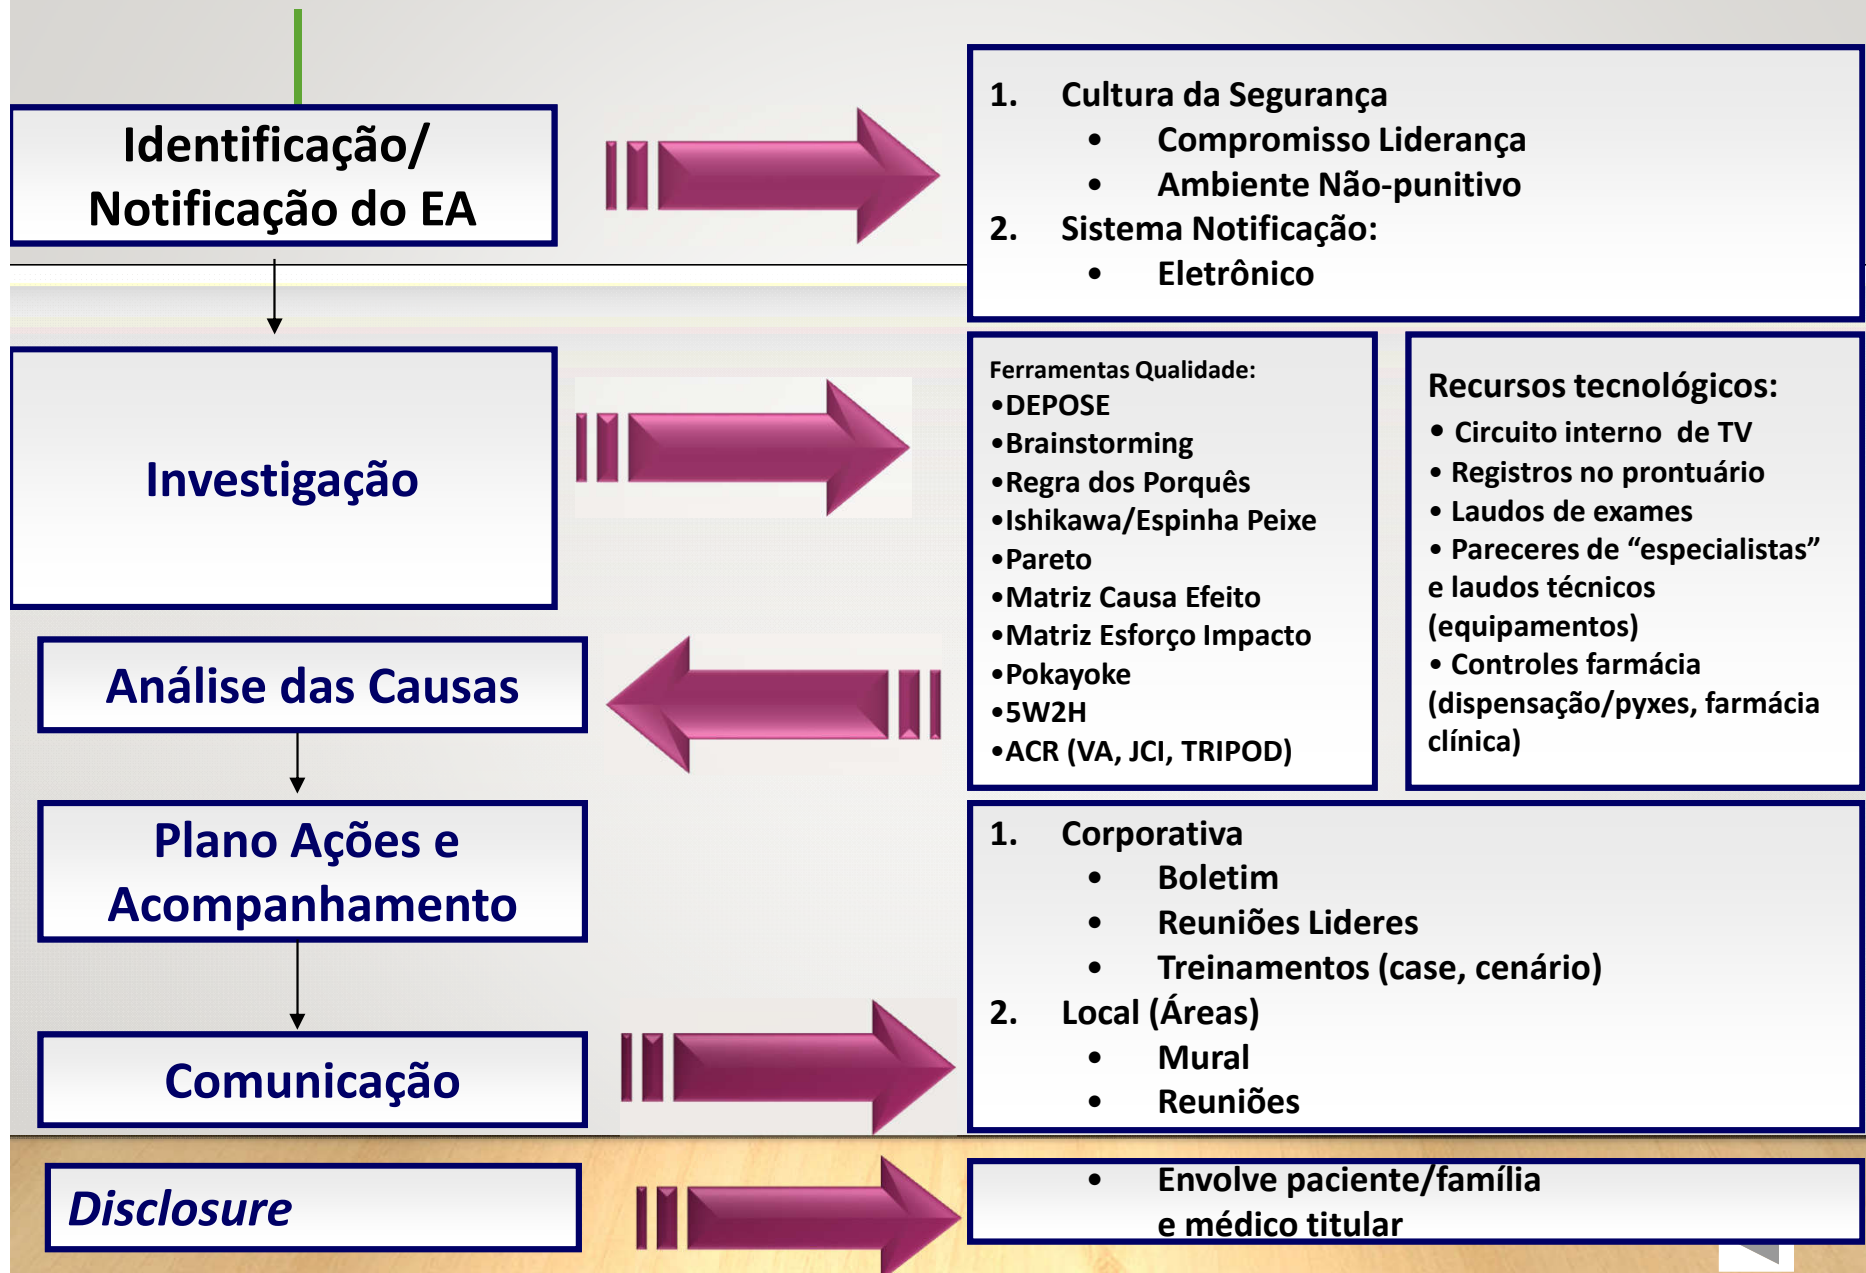 Identificação/
Notificação do EA
1. Cultura da Segurança
• Compromisso Liderança
• Ambiente Não-punitivo
2. Sistema Notificação:
• Eletrônico
Investigação
Ferramentas Qualidade:
•DEPOSE
•Brainstorming
•Regra dos Porquês
•Ishikawa/Espinha Peixe
•Pareto
•Matriz Causa Efeito
•Matriz Esforço Impacto
•Pokayoke
•5W2H
•ACR (VA, JCI, TRIPOD)
Recursos tecnológicos:
• Circuito interno de TV
• Registros no prontuário
• Laudos de exames
• Pareceres de “especialistas”
e laudos técnicos
(equipamentos)
• Controles farmácia
(dispensação/pyxes, farmácia
clínica)
Análise das Causas
Plano Ações e
Acompanhamento
Comunicação
1. Corporativa
• Boletim
• Reuniões Lideres
• Treinamentos (case, cenário)
2. Local (Áreas)
• Mural
• Reuniões
Disclosure
• Envolve paciente/família
e médico titular